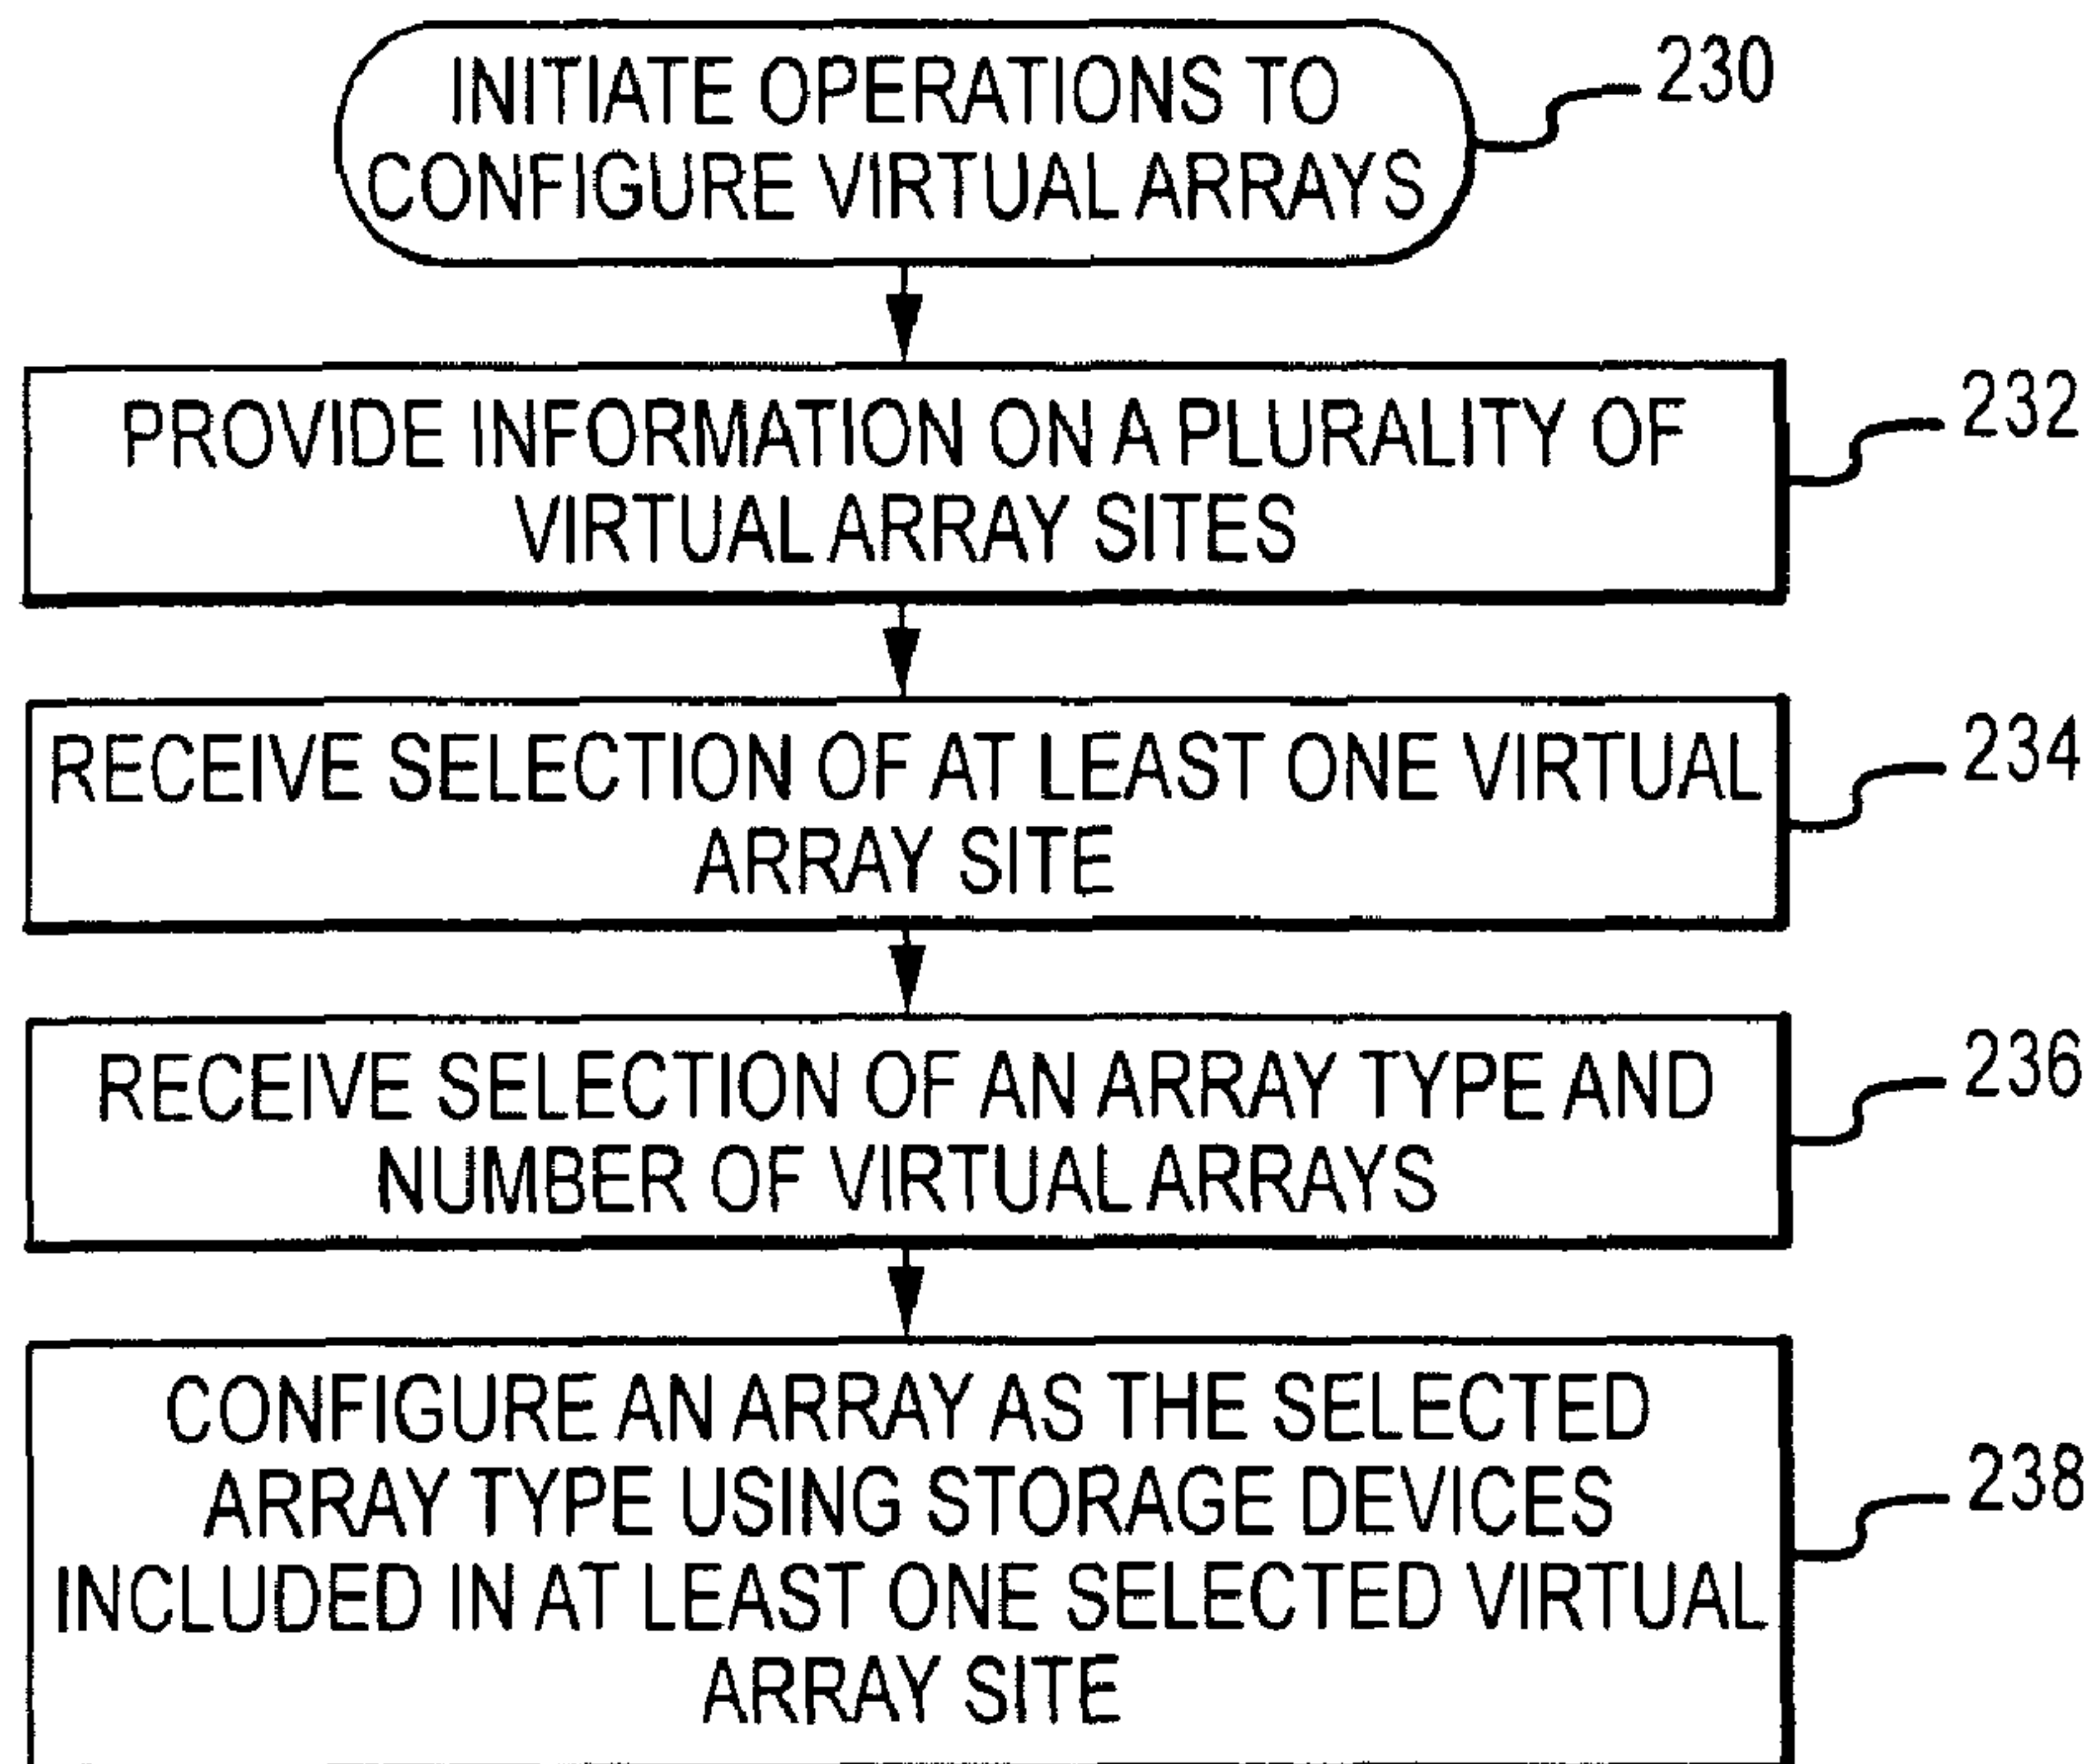 INITIATE OPERATIONS TO
CONFIGURE VIRTUAL ARRAYS
230
PROVIDE INFORMATION ON A PLURALITY OF
VIRTUAL ARRAY SITES
232
RECEIVE SELECTION OF AT LEAST ONE VIRTUAL
ARRAY SITE
234
RECEIVE SELECTION OF AN ARRAY TYPE AND
NUMBER OF VIRTUAL ARRAYS
236
CONFIGURE AN ARRAY AS THE SELECTED
ARRAY TYPE USING STORAGE DEVICES
INCLUDED IN AT LEAST ONE SELECTED VIRTUAL
ARRAY SITE
238